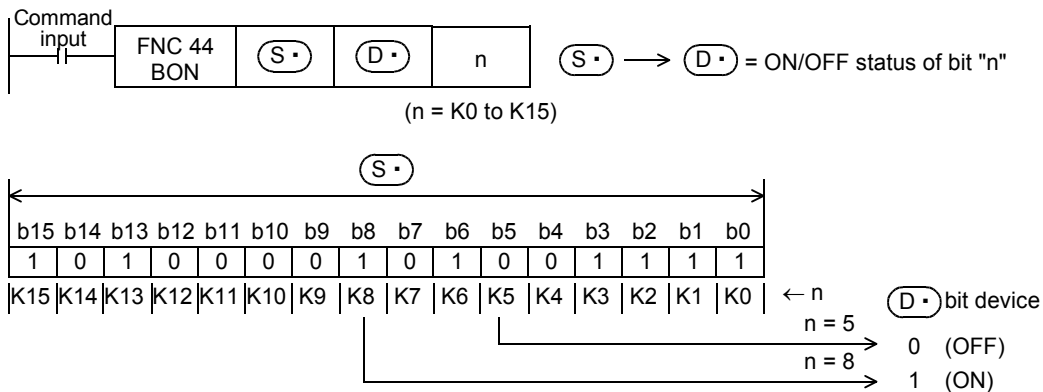 Command
input
FNC 44
BON
S・
D・
n
S・ → D・ = ON/OFF status of bit "n"
(n = K0 to K15)
S・
b15 b14 b13 b12 b11 b10 b9 b8 b7 b6 b5 b4 b3 b2 b1 b0
1 0 1 0 0 0 0 1 0 1 0 0 1 1 1 1
K15 K14 K13 K12 K11 K10 K9 K8 K7 K6 K5 K4 K3 K2 K1 K0 ← n
D・ bit device
n = 5
0 (OFF)
n = 8
1 (ON)